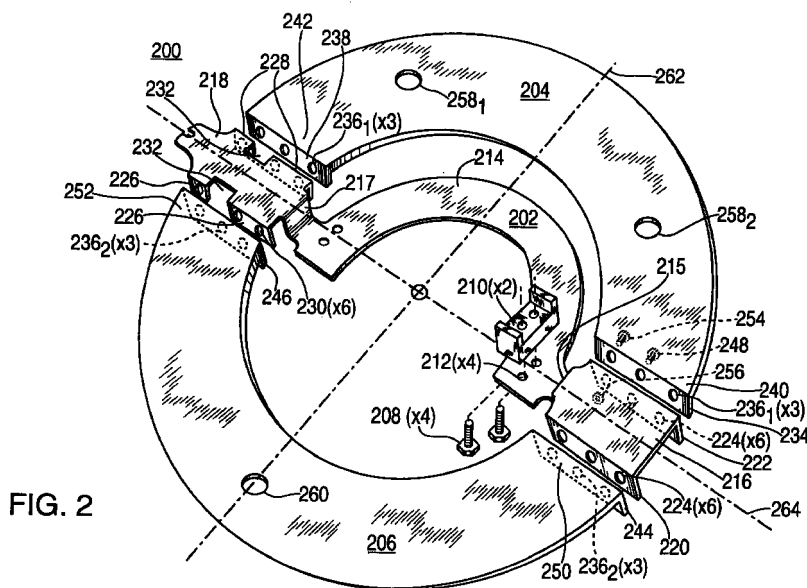 200
242
238
262
204
258₁
218
228
232
236₁ (x3)
232
214
217
252
226
202
226
258₂
236₂ (x3)
215
210 (x2)
246
230 (x6)
254
248
212 (x4)
256
240
236₁ (x3)
234
208 (x4)
224 (x6)
222
216
FIG. 2
260
250
224 (x6)
264
244
220
206
236₂ (x3)